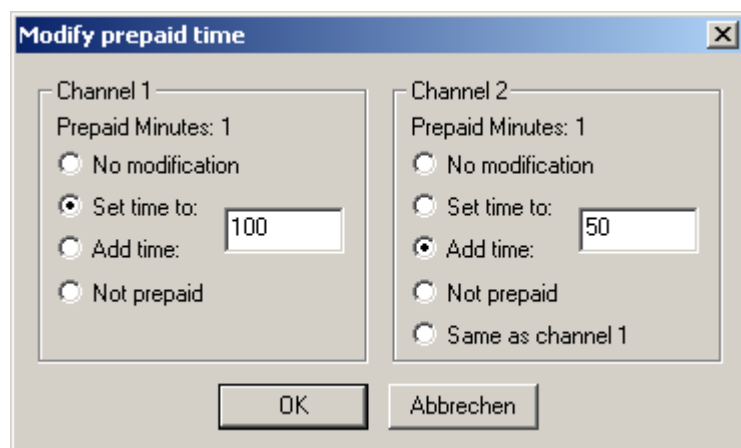 Modify prepaid time
Channel 1
Prepaid Minutes: 1
No modification
Set time to:
100
Add time:
Not prepaid
Channel 2
Prepaid Minutes: 1
No modification
Set time to:
50
Add time:
Not prepaid
Same as channel 1
OK
Abbrechen